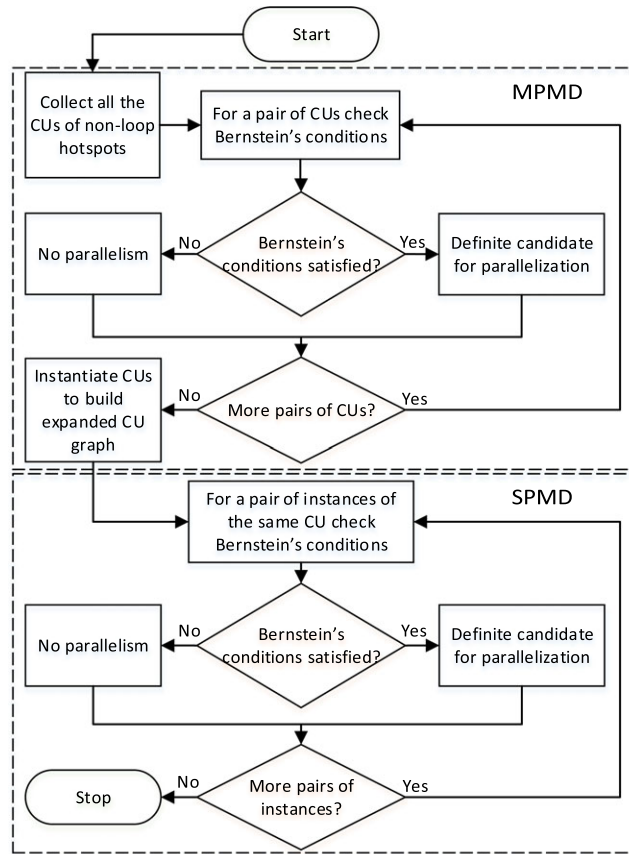 Start
MPMD
Collect all the
CUs of non-loop
hotspots
For a pair of CUs check
Bernstein's conditions
No parallelism
No
Bernstein's
conditions satisfied?
Yes
Definite candidate
for parallelization
Instantiate CUs
to build
expanded CU
graph
No
More pairs of CUs?
Yes
SPMD
For a pair of instances of
the same CU check
Bernstein's conditions
No parallelism
No
Bernstein's
conditions satisfied?
Yes
Definite candidate
for parallelization
Stop
No
More pairs of
instances?
Yes